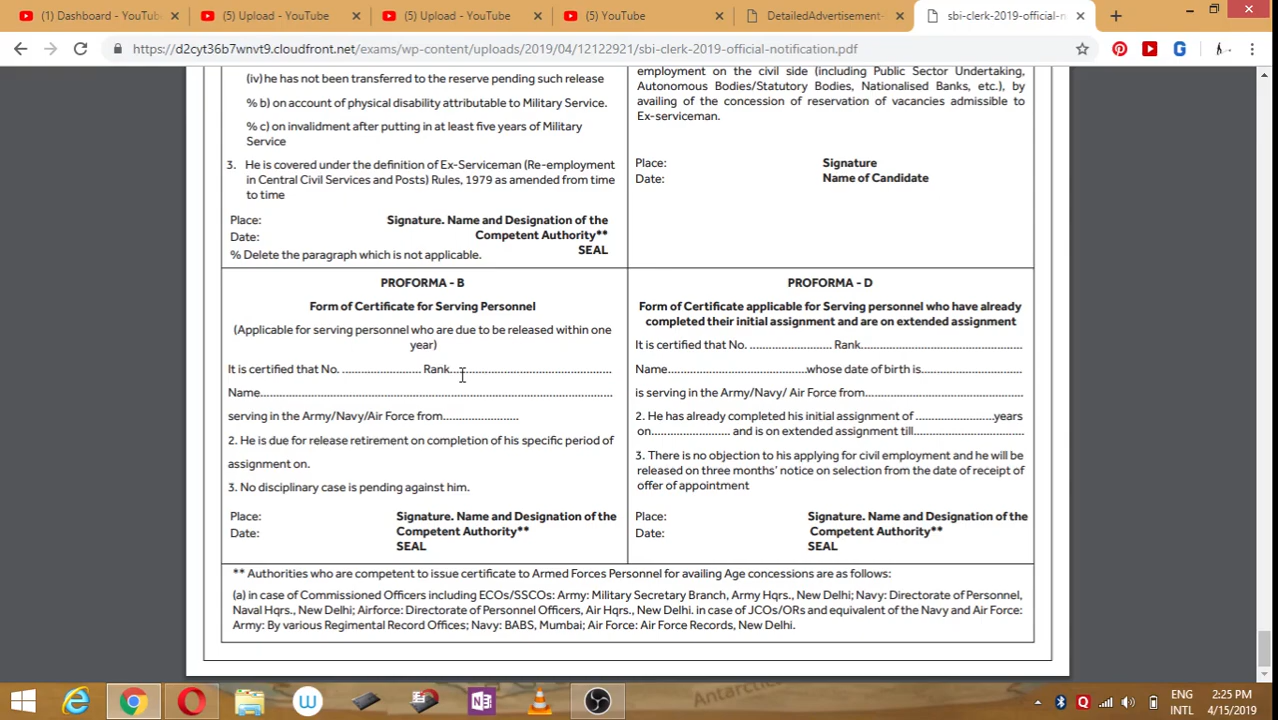 (1) Dashboard - YouTub
(5) Upload - YouTube
(5) Upload - YouTube
(5) YouTube
DetailedAdvertisement-
sbi-clerk-2019-official-n
https://d2cyt36b7wnvt9.cloudfront.net/exams/wp-content/uploads/2019/04/12122921/sbi-clerk-2019-official-notification.pdf
(iv)he has not been transferred to the reserve pending such release
% b) on account of physical disability attributable to Military Service.
% c) on invalidment after putting in at least five years of Military
Service
3. He is covered under the definition of Ex-Serviceman (Re-employment
in Central Civil Services and Posts) Rules, 1979 as amended from time
to time
Place:
Signature. Name and Designation of the
Date:
Competent Authority**
% Delete the paragraph which is not applicable.
SEAL
employment on the civil side (including Public Sector Undertaking,
Autonomous Bodies/Statutory Bodies, Nationalised Banks, etc.), by
availing of the concession of reservation of vacancies admissible to
Ex-serviceman.
Place:
Signature
Date:
Name of Candidate
PROFORMA - B
Form of Certificate for Serving Personnel
(Applicable for serving personnel who are due to be released within one
year)
It is certified that No. .......................... Rank....................................................
Name....................................................................................................................
serving in the Army/Navy/Air Force from.........................
2. He is due for release retirement on completion of his specific period of
assignment on.
3. No disciplinary case is pending against him.
Place:
Signature. Name and Designation of the
Date:
Competent Authority**
SEAL
PROFORMA - D
Form of Certificate applicable for Serving personnel who have already
completed their initial assignment and are on extended assignment
It is certified that No. ........................... Rank.....................................................
Name..............................................whose date of birth is.................................
is serving in the Army/Navy/ Air Force from....................................................
2. He has already completed his initial assignment of .........................years
on.......................... and is on extended assignment till....................................
3. There is no objection to his applying for civil employment and he will be
released on three months' notice on selection from the date of receipt of
offer of appointment
Place:
Signature. Name and Designation of the
Date:
Competent Authority**
SEAL
** Authorities who are competent to issue certificate to Armed Forces Personnel for availing Age concessions are as follows:
(a) in case of Commissioned Officers including ECOs/SSCOs: Army: Military Secretary Branch, Army Hqrs., New Delhi; Navy: Directorate of Personnel,
Naval Hqrs., New Delhi; Airforce: Directorate of Personnel Officers, Air Hqrs., New Delhi. in case of JCOs/ORs and equivalent of the Navy and Air Force:
Army: By various Regimental Record Offices; Navy: BABS, Mumbai; Air Force: Air Force Records, New Delhi.
Antarctica
ENG
INTL
2:25 PM
4/15/2019